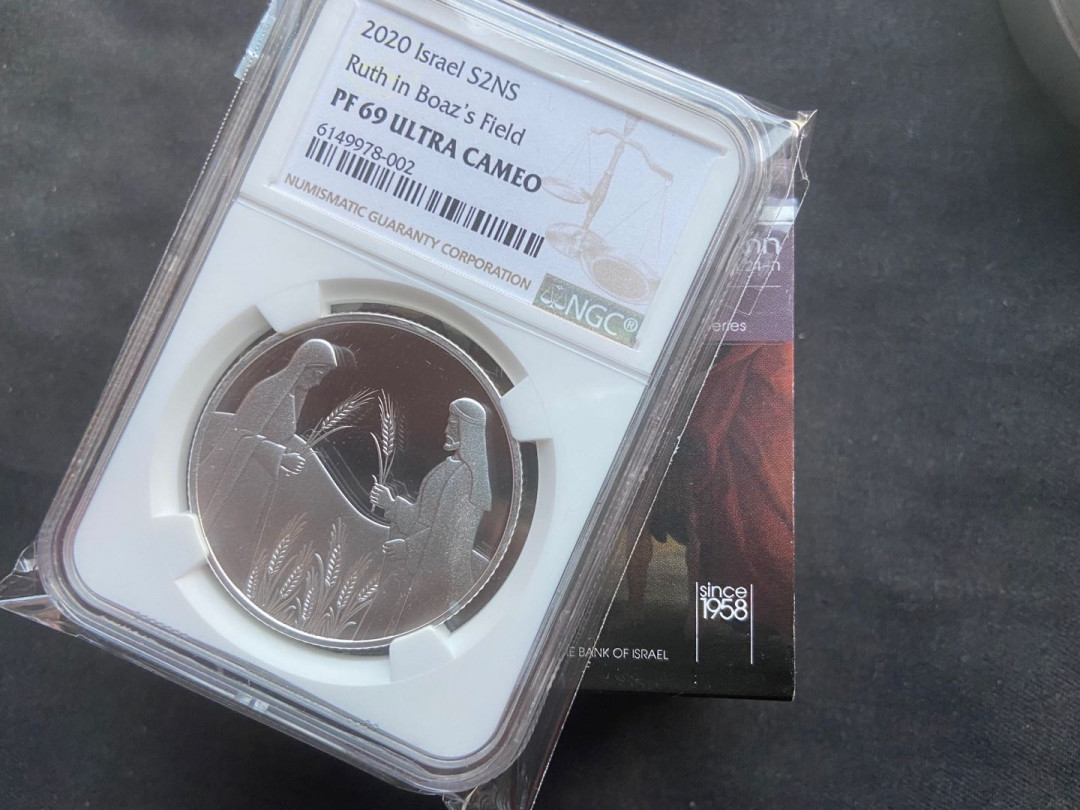 2020 Israel S2NS
Ruth in Boaz's Field
PF 69 ULTRA CAMEO
6149978-002
NUMISMATIC GUARANTY CORPORATION
NGC®
BANK OF ISRAEL
since
1958